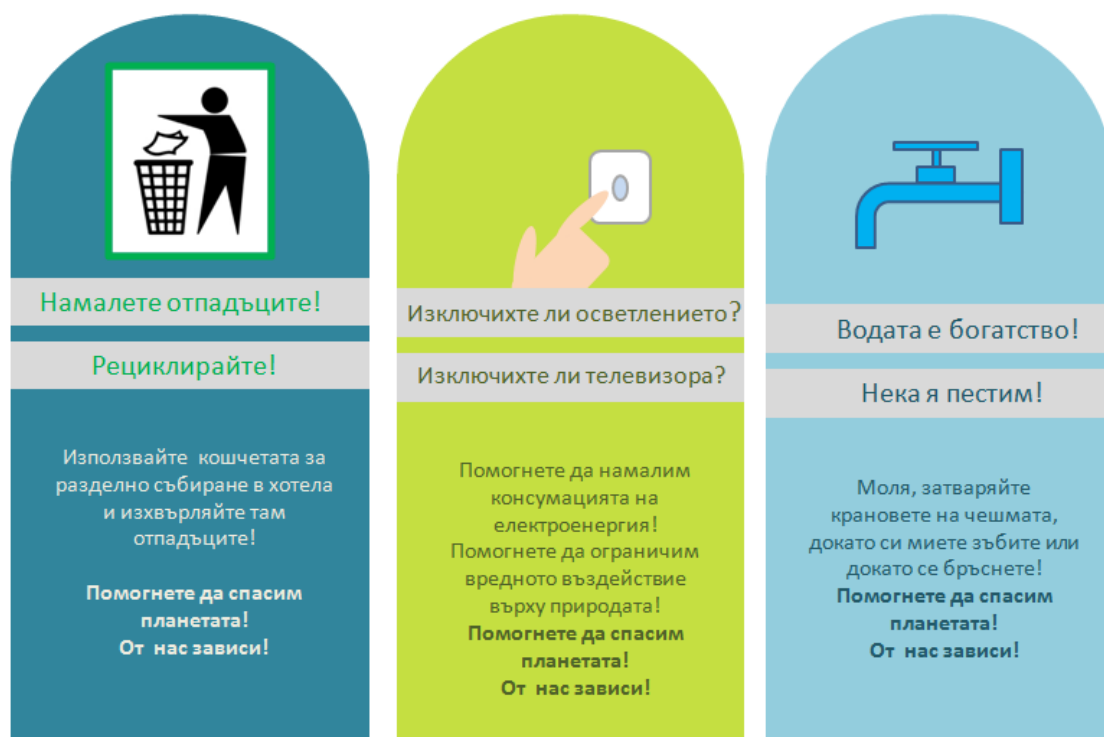 Намалете отпадъците!
Рециклирайте!
Използвайте кошчетата за
разделно събиране в хотела
и изхвърляйте там
отпадъците!
Помогнете да спасим
планетата!
От нас зависи!
Изключихте ли осветлението?
Изключихте ли телевизора?
Помогнете да намалим
консумацията на
електроенергия!
Помогнете да ограничим
вредното въздействие
върху природата!
Помогнете да спасим
планетата!
От нас зависи!
Водата е богатство!
Нека я пестим!
Моля, затваряйте
крановете на чешмата,
докато си миете зъбите или
докато се бръснете!
Помогнете да спасим
планетата!
От нас зависи!